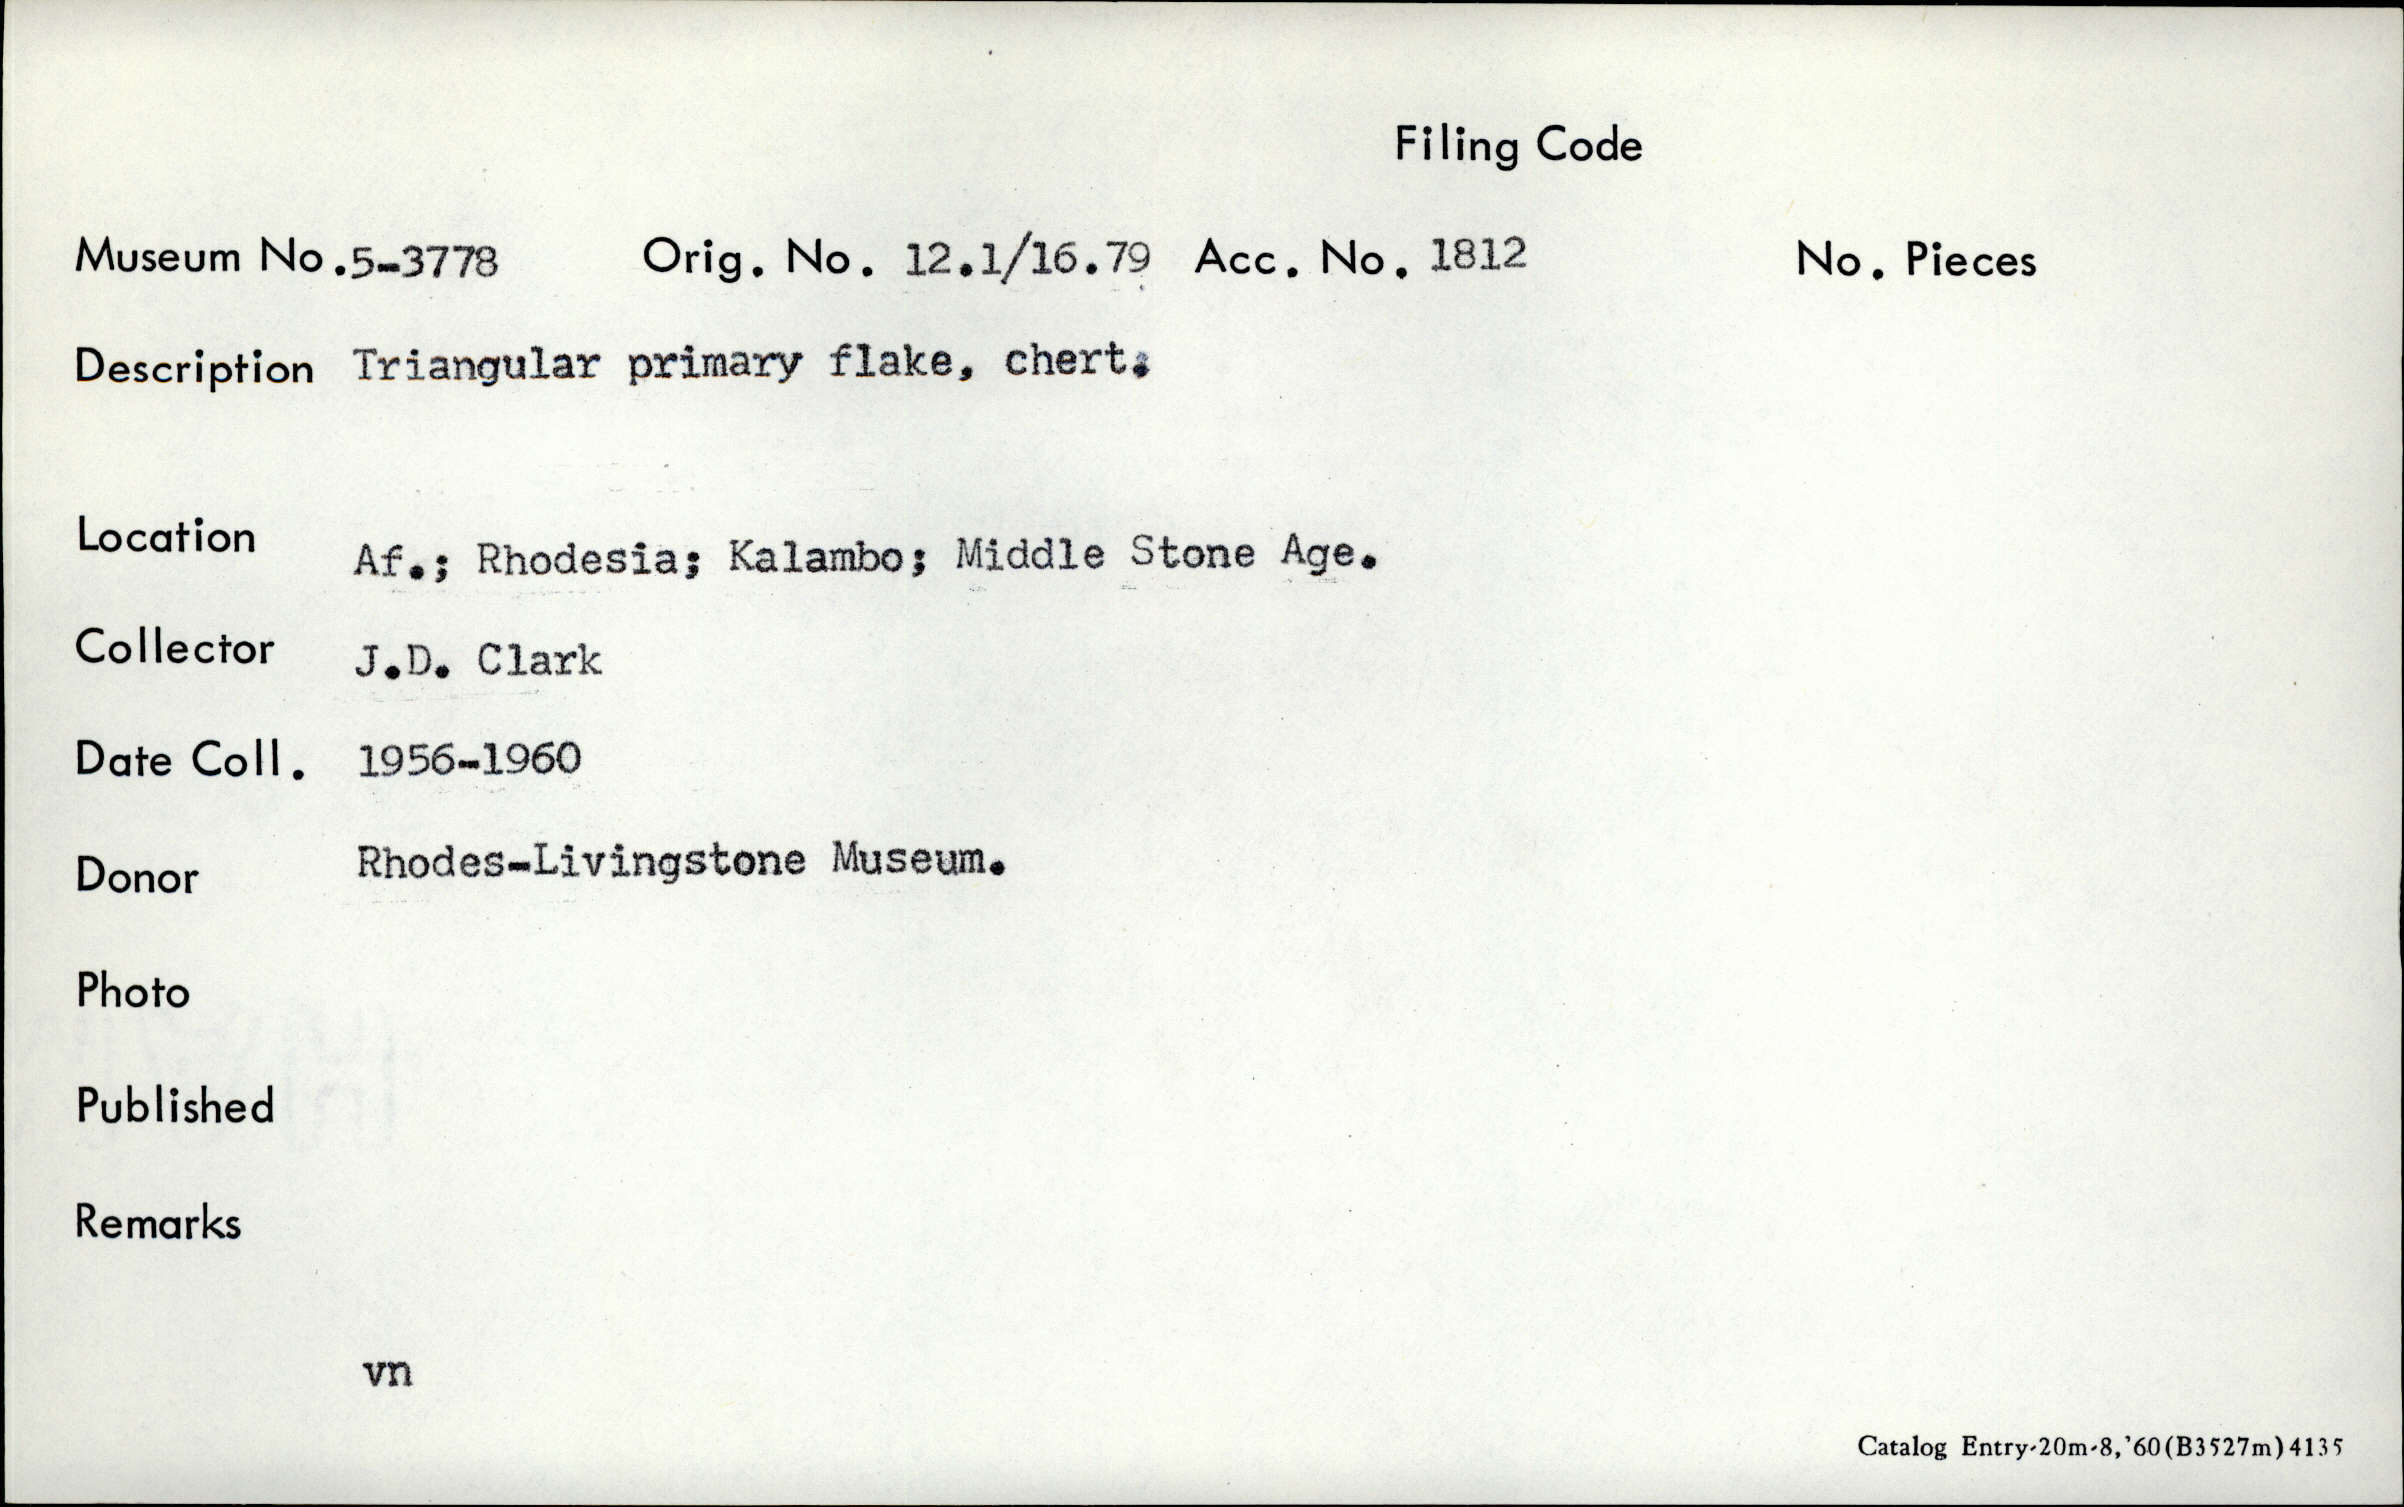 Filing Code
Museum No. 5-3778 Orig. No. 12.1/16.79 Acc. No. 1812 No. Pieces
Description Triangular primary flake, chert.
Location Af.; Rhodesia; Kalambo; Middle Stone Age.
Collector J.D. Clark
Date Coll. 1956-1960
Donor Rhodes-Livingstone Museum.
Photo
Published
Remarks
vn
Catalog Entry-20m-8,'60(B3527m)4135